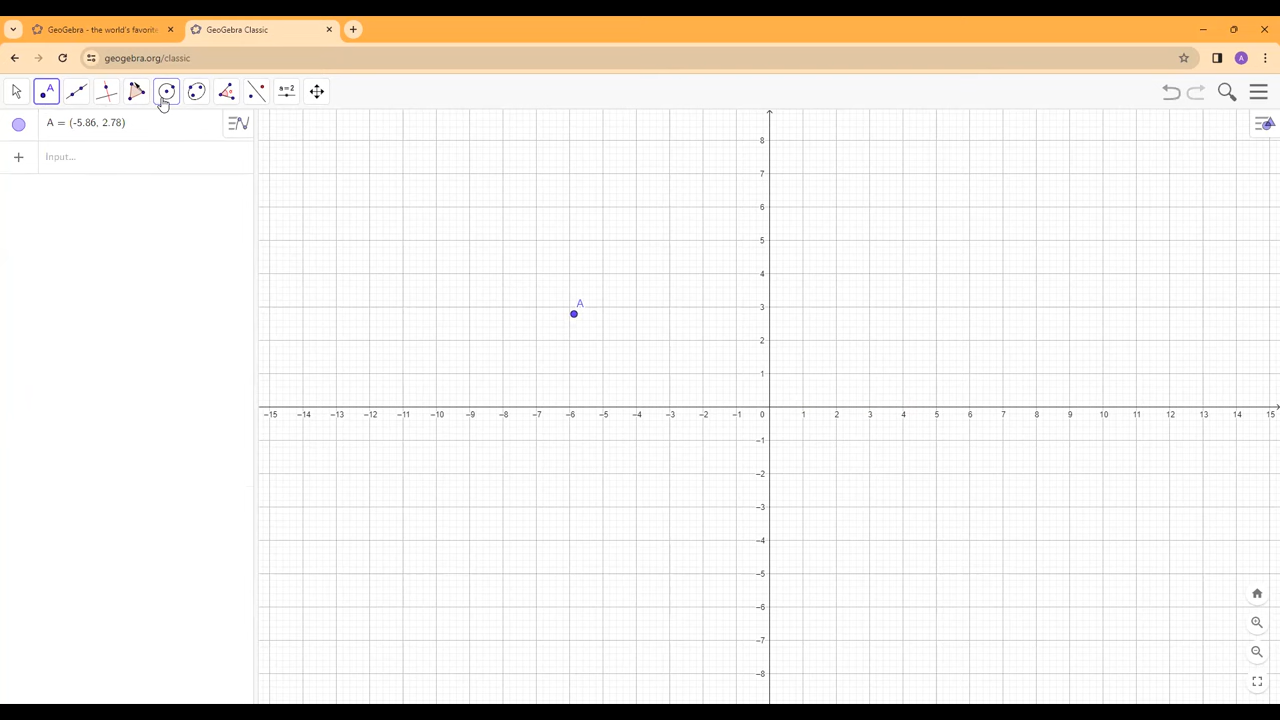 GeoGebra - the world's favorite
GeoGebra Classic
geogebra.org/classic
A
A
a=2
A = (-5.86, 2.78)
Input...
8
7
6
5
4
A
3
2
1
−15 −14 −13 −12 −11 −10 −9 −8 −7 −6 −5 −4 −3 −2 −1 0 1 2 3 4 5 6 7 8 9 10 11 12 13 14 15
−1
−2
−3
−4
−5
−6
−7
−8